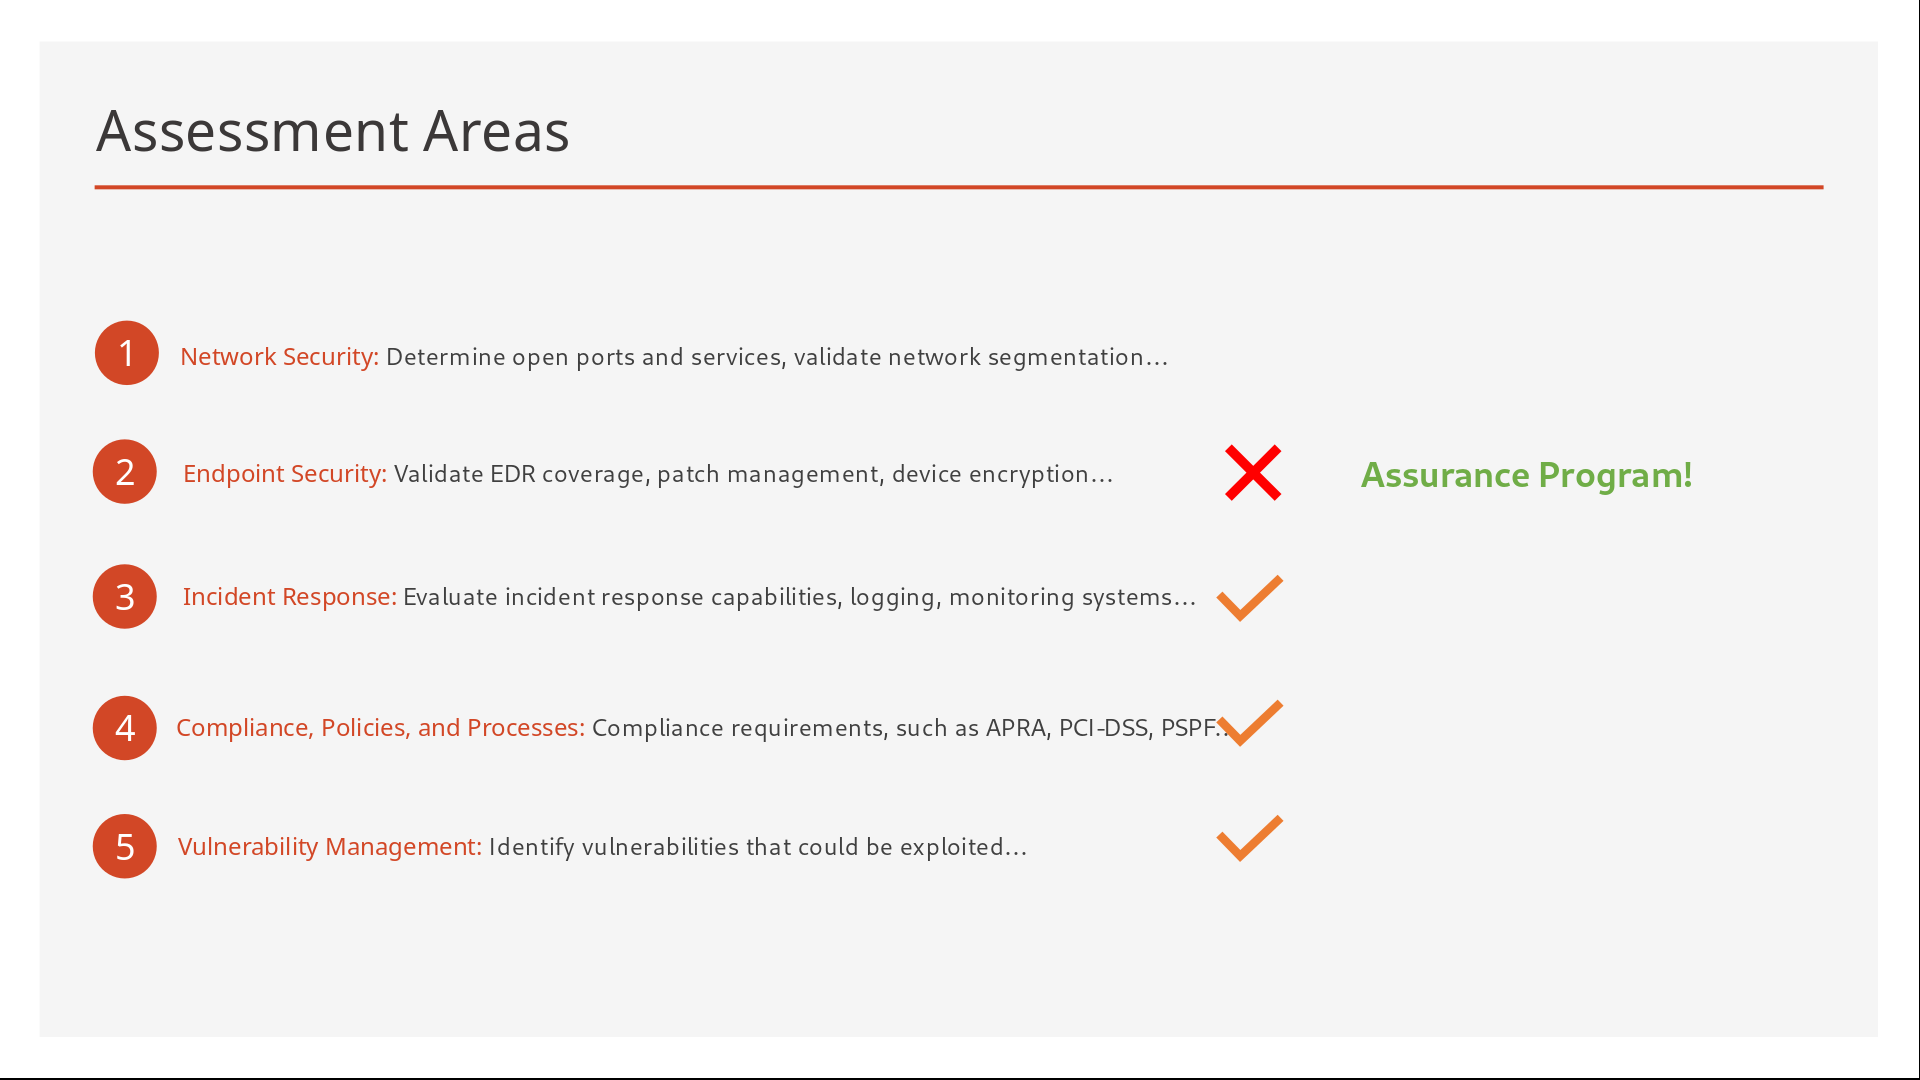 Assessment Areas
1 Network Security: Determine open ports and services, validate network segmentation…
2 Endpoint Security: Validate EDR coverage, patch management, device encryption… Assurance Program!
3 Incident Response: Evaluate incident response capabilities, logging, monitoring systems…
4 Compliance, Policies, and Processes: Compliance requirements, such as APRA, PCI-DSS, PSPF…
5 Vulnerability Management: Identify vulnerabilities that could be exploited…